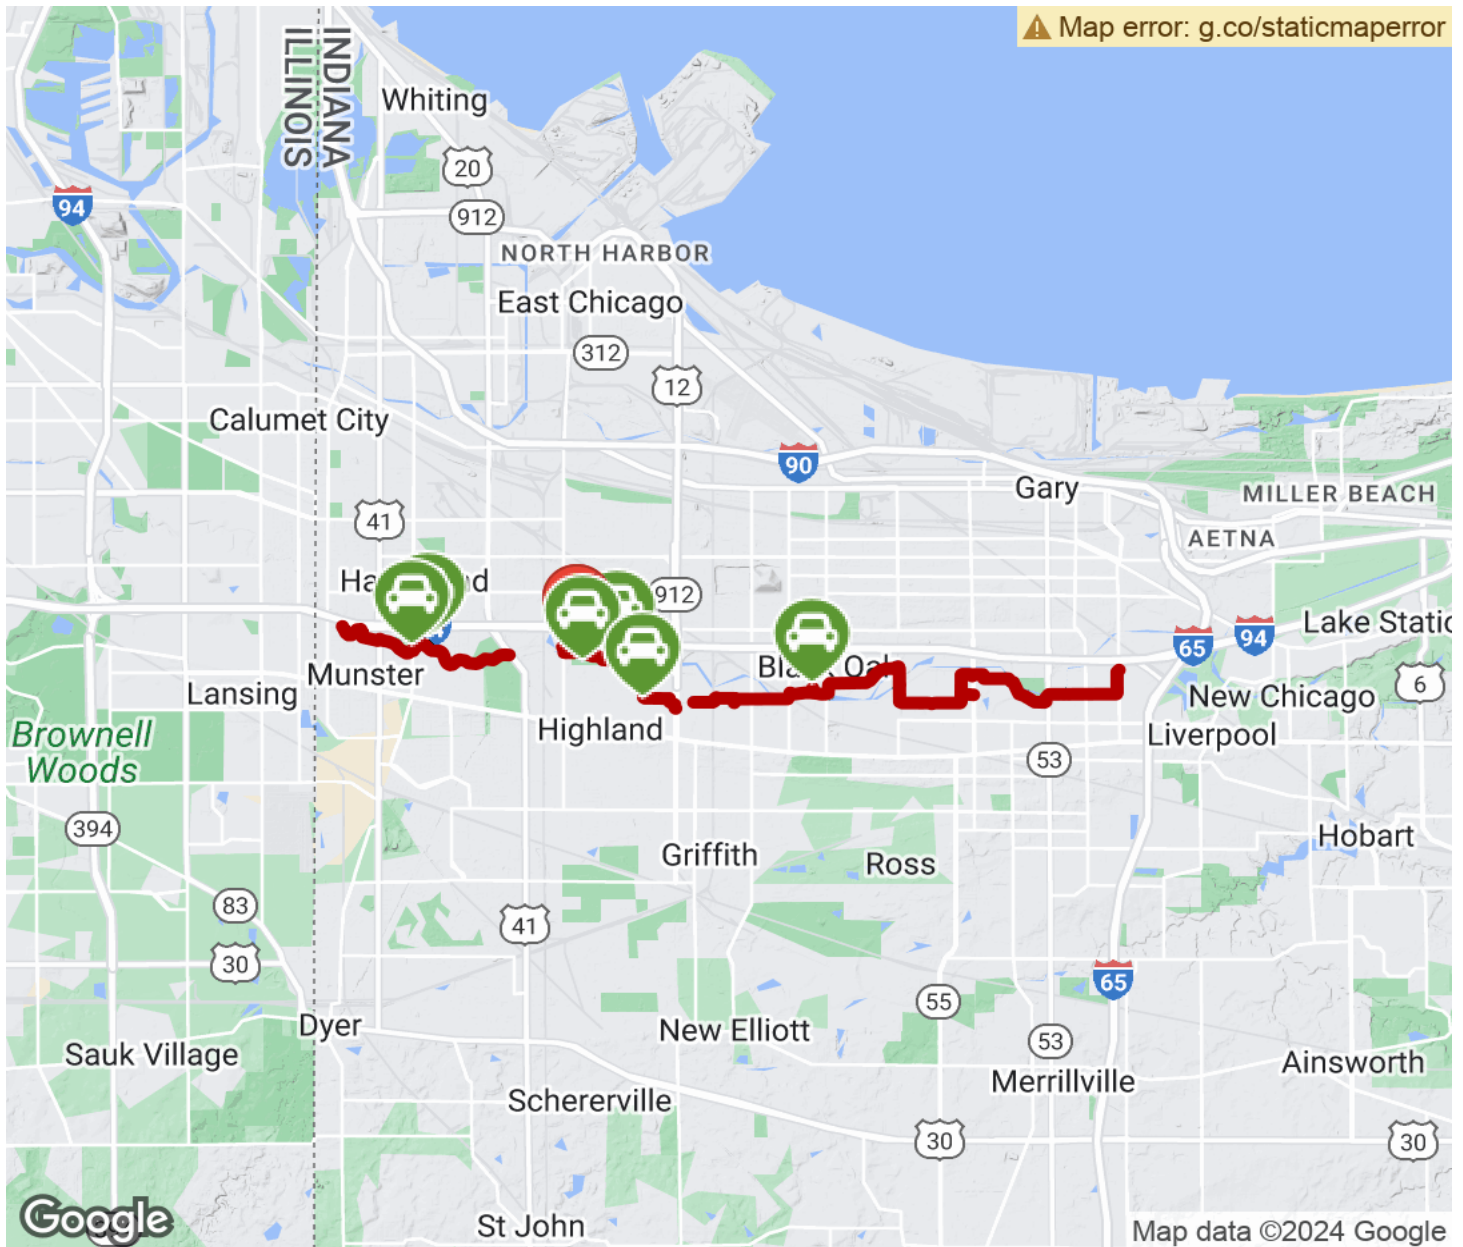 Map error: g.co/staticmaperror
INDIANA
ILLINOIS
Whiting
20
94
912
NORTH HARBOR
East Chicago
312
12
Calumet City
90
Gary
MILLER BEACH
41
AETNA
912
Lake Static
65
94
Munster
Lansing
6
New Chicago
Highland
Liverpool
Brownell
Woods
53
394
Hobart
Griffith
Ross
83
41
30
65
55
Dyer
New Elliott
53
Sauk Village
Ainsworth
Merrillville
Schererville
30
30
Google
St John
Map data ©2024 Google